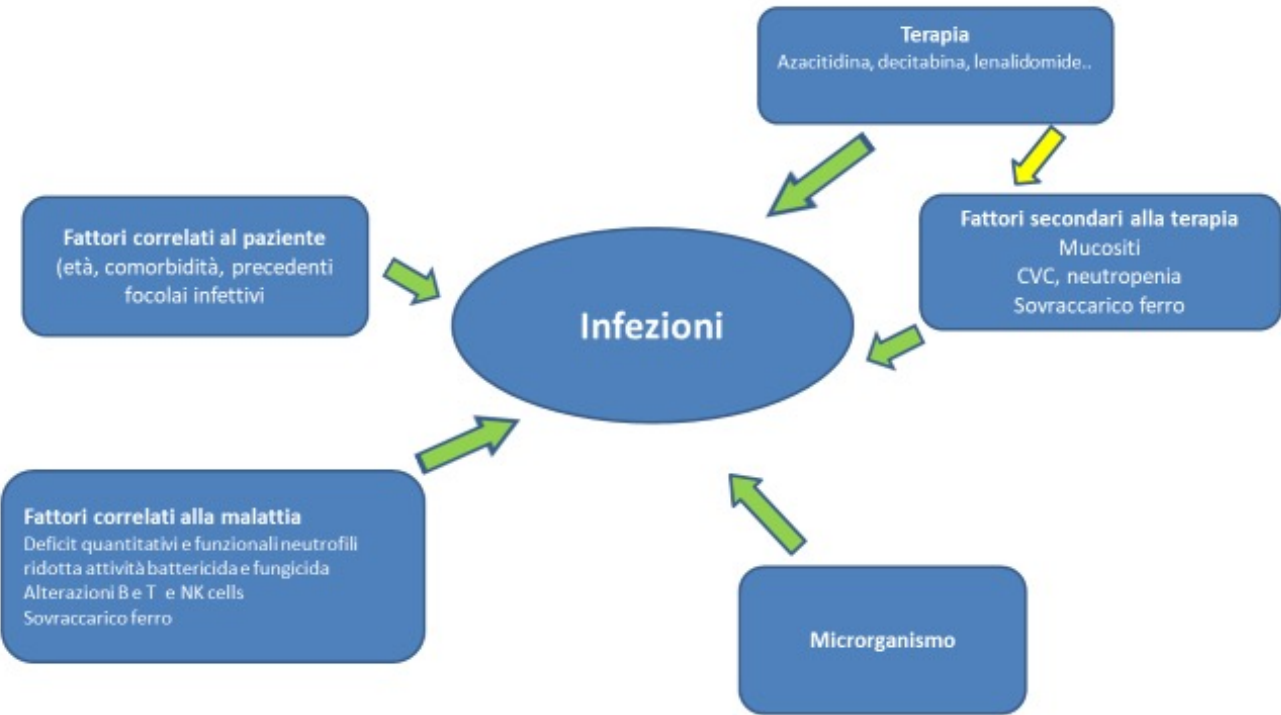 Terapia
Azacitidina, decitabina, lenalidomide..
Fattori correlati al paziente
(età, comorbidità, precedenti
focolai infettivi
Fattori secondari alla terapia
Mucositi
CVC, neutropenia
Sovraccarico ferro
Infezioni
Fattori correlati alla malattia
Deficit quantitativi e funzionali neutrofili
ridotta attività battericida e fungicida
Alterazioni B e T e NK cells
Sovraccarico ferro
Microrganismo